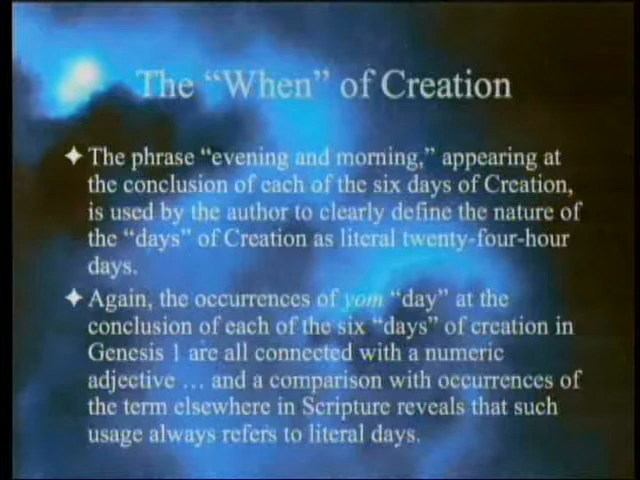 The “When” of Creation
✦ The phrase “evening and morning,” appearing at
the conclusion of each of the six days of Creation,
is used by the author to clearly define the nature of
the “days” of Creation as literal twenty-four-hour
days.
✦ Again, the occurrences of yom “day” at the
conclusion of each of the six “days” of creation in
Genesis 1 are all connected with a numeric
adjective … and a comparison with occurrences of
the term elsewhere in Scripture reveals that such
usage always refers to literal days.